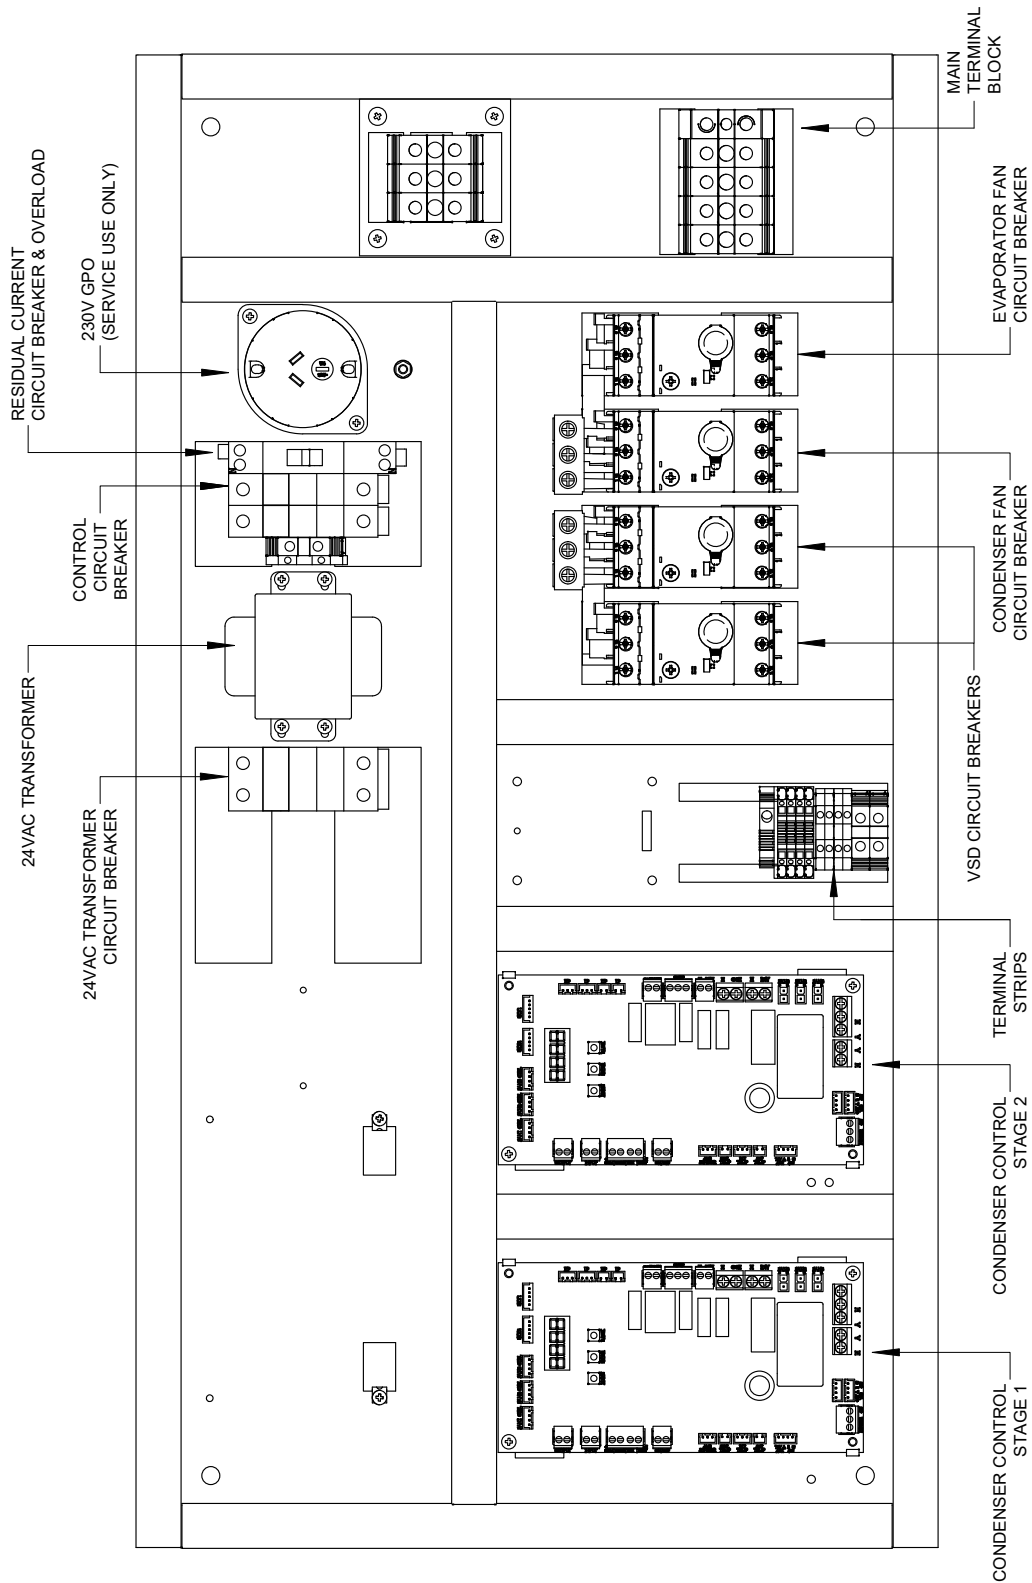 24VAC TRANSFORMER
RESIDUAL CURRENT
CIRCUIT BREAKER & OVERLOAD
230V GPO
(SERVICE USE ONLY)
CONTROL
CIRCUIT
BREAKER
24VAC TRANSFORMER
CIRCUIT BREAKER
CONDENSER CONTROL
STAGE 1
CONDENSER CONTROL
STAGE 2
TERMINAL
STRIPS
VSD CIRCUIT BREAKERS
CONDENSER FAN
CIRCUIT BREAKER
EVAPORATOR FAN
CIRCUIT BREAKER
MAIN
TERMINAL
BLOCK